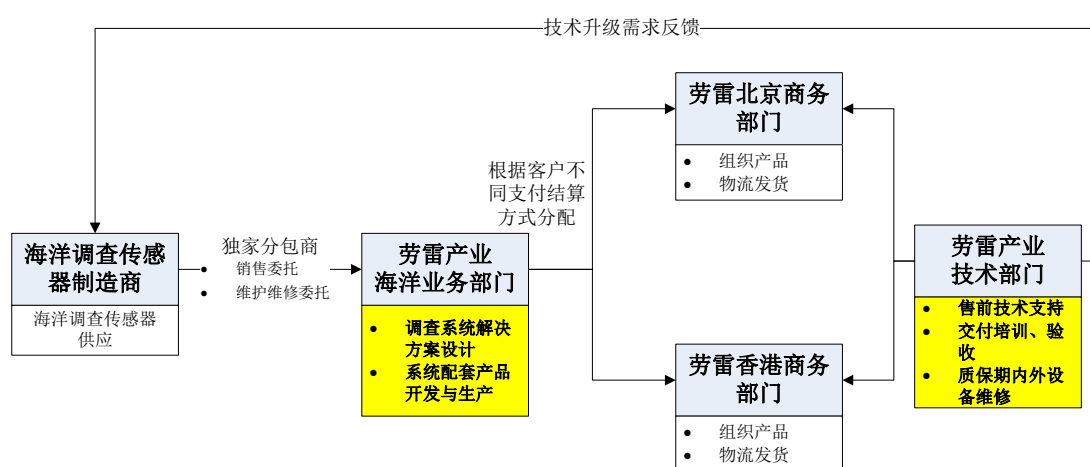 技术升级需求反馈
劳雷北京商务
部门
• 组织产品
• 物流发货
根据客户不
同支付结算
方式分配
海洋调查传感
器制造商
海洋调查传感器
供应
独家分包商
• 销售委托
• 维护维修委托
劳雷产业
海洋业务部门
• 调查系统解决
方案设计
• 系统配套产品
开发与生产
劳雷产业
技术部门
• 售前技术支持
• 交付培训、验
收
• 质保期内外设
备维修
劳雷香港商务
部门
• 组织产品
• 物流发货